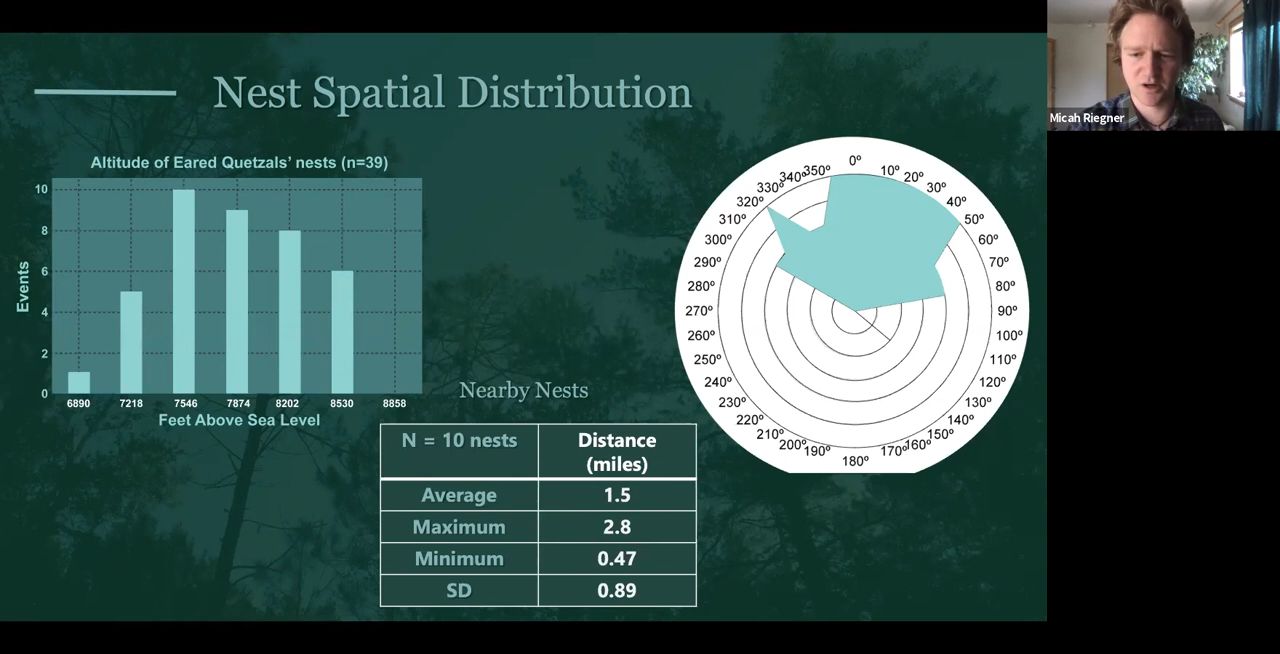 Nest Spatial Distribution
Micah Riegner
Altitude of Eared Quetzals' nests (n=39)
Events
10
8
6
4
2
0
6890 7218 7546 7874 8202 8530 8858
Feet Above Sea Level
0º
10º
20º
30º
40º
50º
60º
70º
80º
90º
100º
110º
120º
130º
140º
150º
160º
170º
180º
190º
200º
210º
220º
230º
240º
250º
260º
270º
280º
290º
300º
310º
320º
330º
340º
350º
Nearby Nests
N = 10 nests Distance
(miles)
Average 1.5
Maximum 2.8
Minimum 0.47
SD 0.89